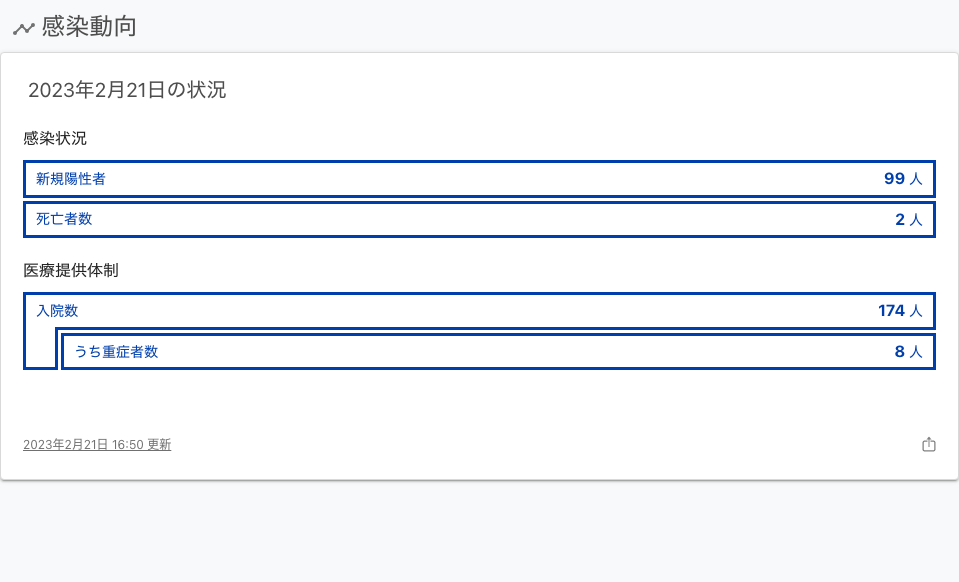 感染動向
2023年2月21日の状況
感染状況
新規陽性者 99 人
死亡者数 2 人
医療提供体制
入院数 174 人
うち重症者数 8 人
2023年2月21日 16:50 更新